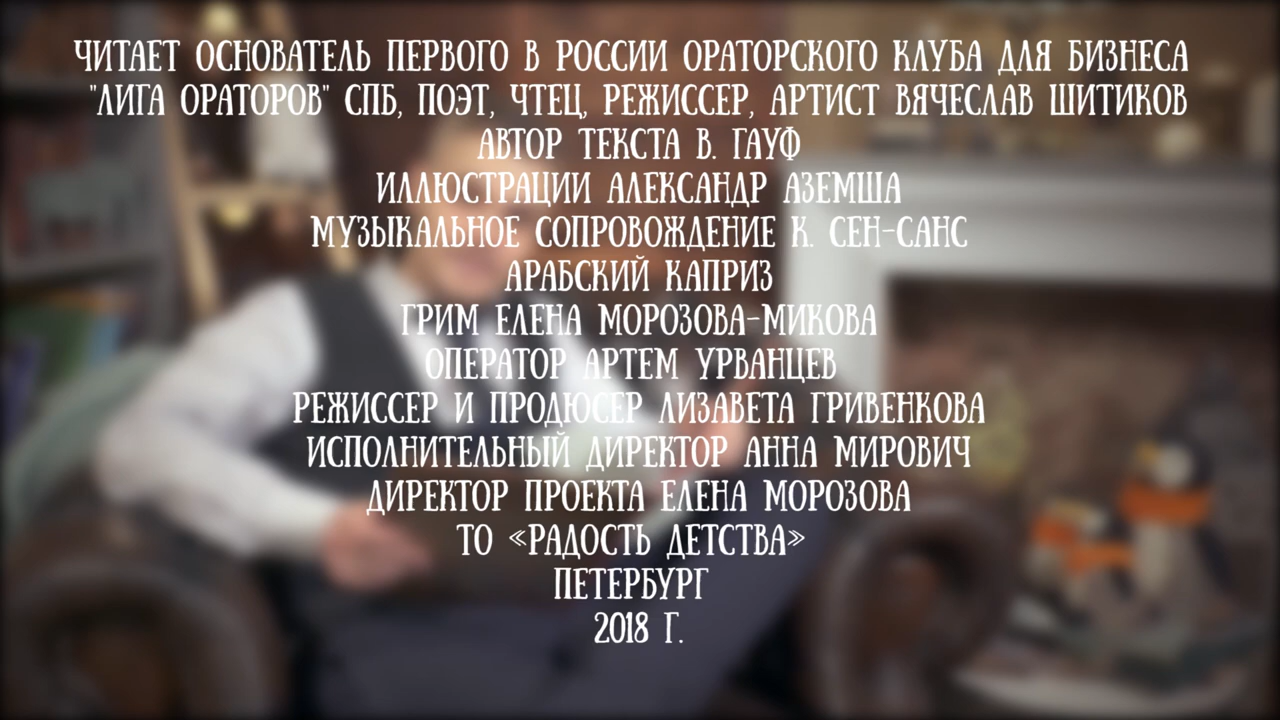 ЧИТАЕТ ОСНОВАТЕЛЬ ПЕРВОГО В РОССИИ ОРАТОРСКОГО КЛУБА ДЛЯ БИЗНЕСА
"ЛИГА ОРАТОРОВ" СПБ, ПОЭТ, ЧТЕЦ, РЕЖИССЕР, АРТИСТ ВЯЧЕСЛАВ ШИТИКОВ
АВТОР ТЕКСТА В. ГАУФ
ИЛЛЮСТРАЦИИ АЛЕКСАНДР АЗЕМША
МУЗЫКАЛЬНОЕ СОПРОВОЖДЕНИЕ К. СЕН-САНС
АРАБСКИЙ КАПРИЗ
ГРИМ ЕЛЕНА МОРОЗОВА-МИКОВА
ОПЕРАТОР АРТЕМ УРВАНЦЕВ
РЕЖИССЕР И ПРОДЮСЕР ЛИЗАВЕТА ГРИВЕНКОВА
ИСПОЛНИТЕЛЬНЫЙ ДИРЕКТОР АННА МИРОВИЧ
ДИРЕКТОР ПРОЕКТА ЕЛЕНА МОРОЗОВА
ТО «РАДОСТЬ ДЕТСТВА»
ПЕТЕРБУРГ
2018 Г.